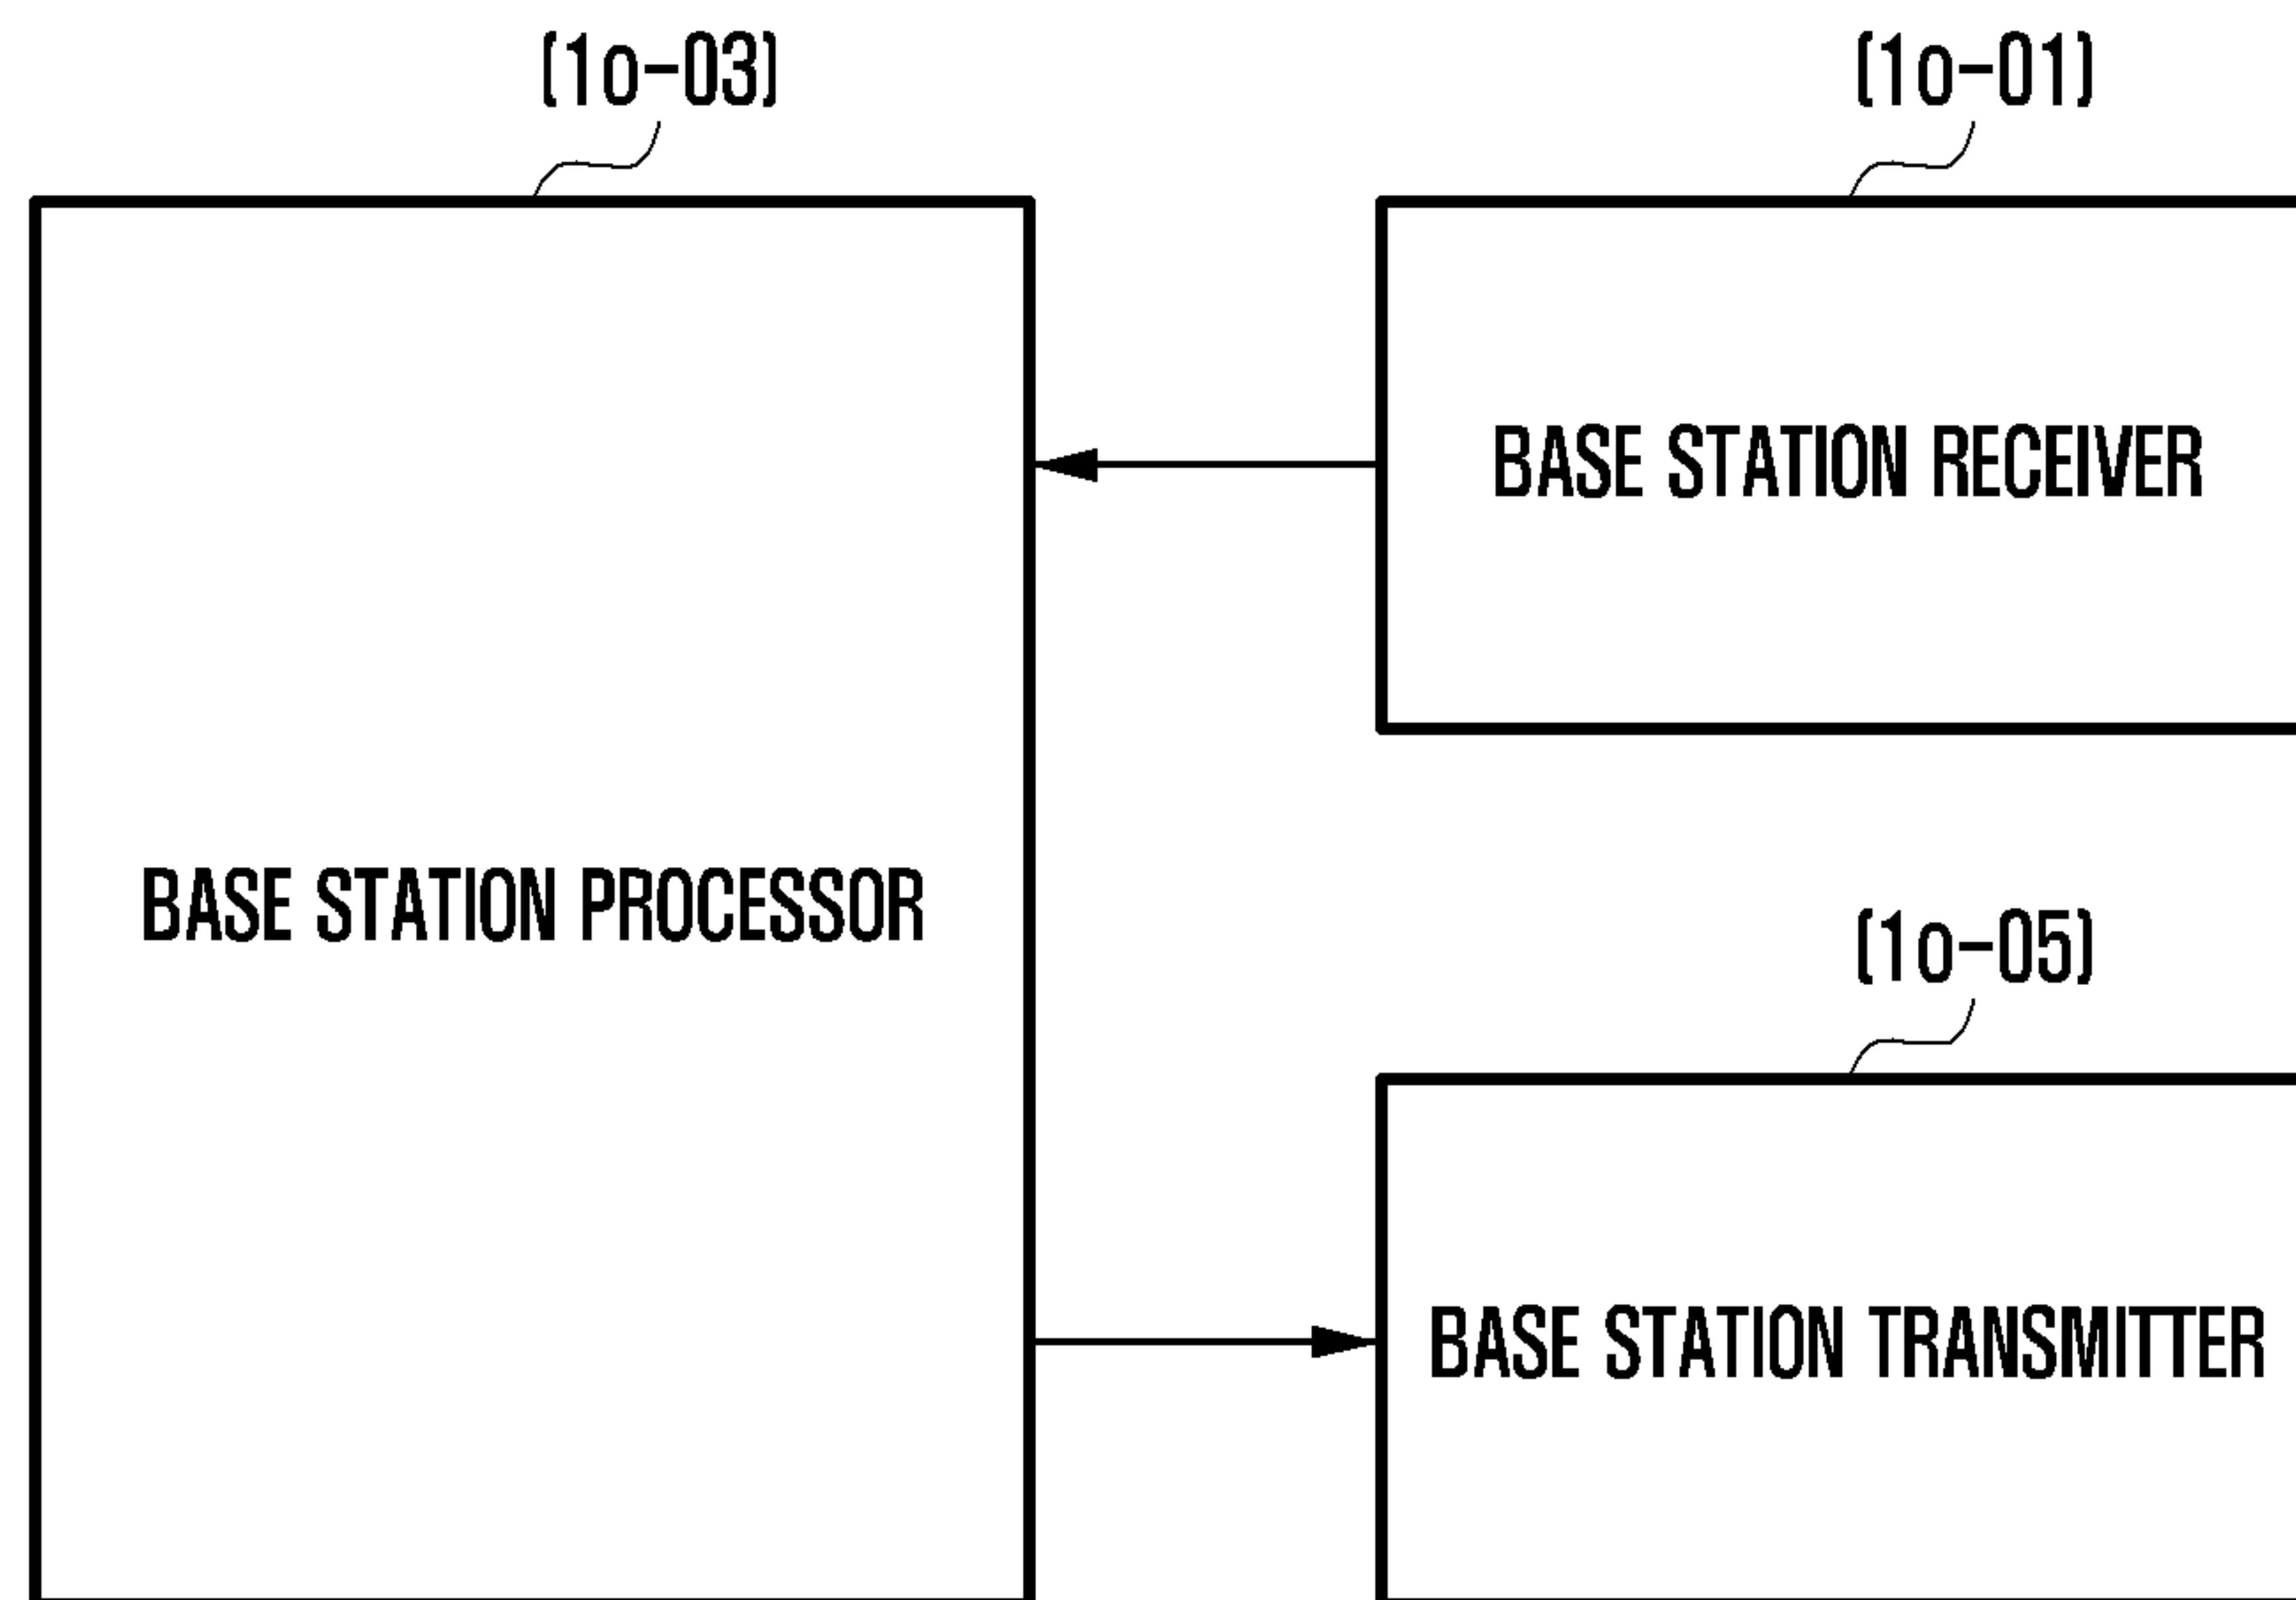 (1o-03)
(1o-01)
BASE STATION RECEIVER
BASE STATION PROCESSOR
(1o-05)
BASE STATION TRANSMITTER